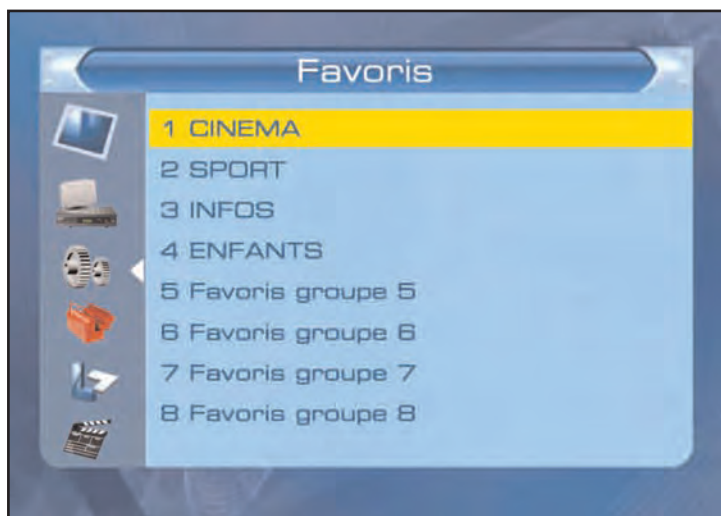 Favoris
1 CINEMA
2 SPORT
3 INFOS
4 ENFANTS
5 Favoris groupe 5
6 Favoris groupe 6
7 Favoris groupe 7
8 Favoris groupe 8